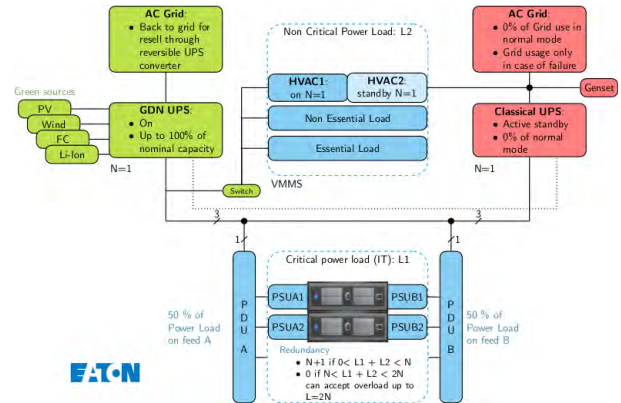 AC Grid:
• Back to grid for
resell through
reversible UPS
converter
Non Critical Power Load: L2
AC Grid:
• 0% of Grid use in
normal mode
• Grid usage only
in case of failure
Green sources
HVAC1:
on N=1
HVAC2:
standby N=1
Genset
PV
Wind
FC
Li-Ion
GDN UPS:
• On
• Up to 100% of
nominal capacity
Non Essential Load
Essential Load
Classical UPS:
• Active standby
• 0% of normal
mode
N=1
N=1
Switch
VMMS
3
3
1
1
Critical power load (IT): L1
P
D
U
A
PSUA1
PSUB1
PSUA2
PSUB2
P
D
U
B
50 % of
Power Load
on feed A
50 % of
Power Load
on feed B
Redundancy
• N+1 if 0< L1 + L2 < N
• 0 if N< L1 + L2 < 2N
can accept overload up to
L=2N
EATON